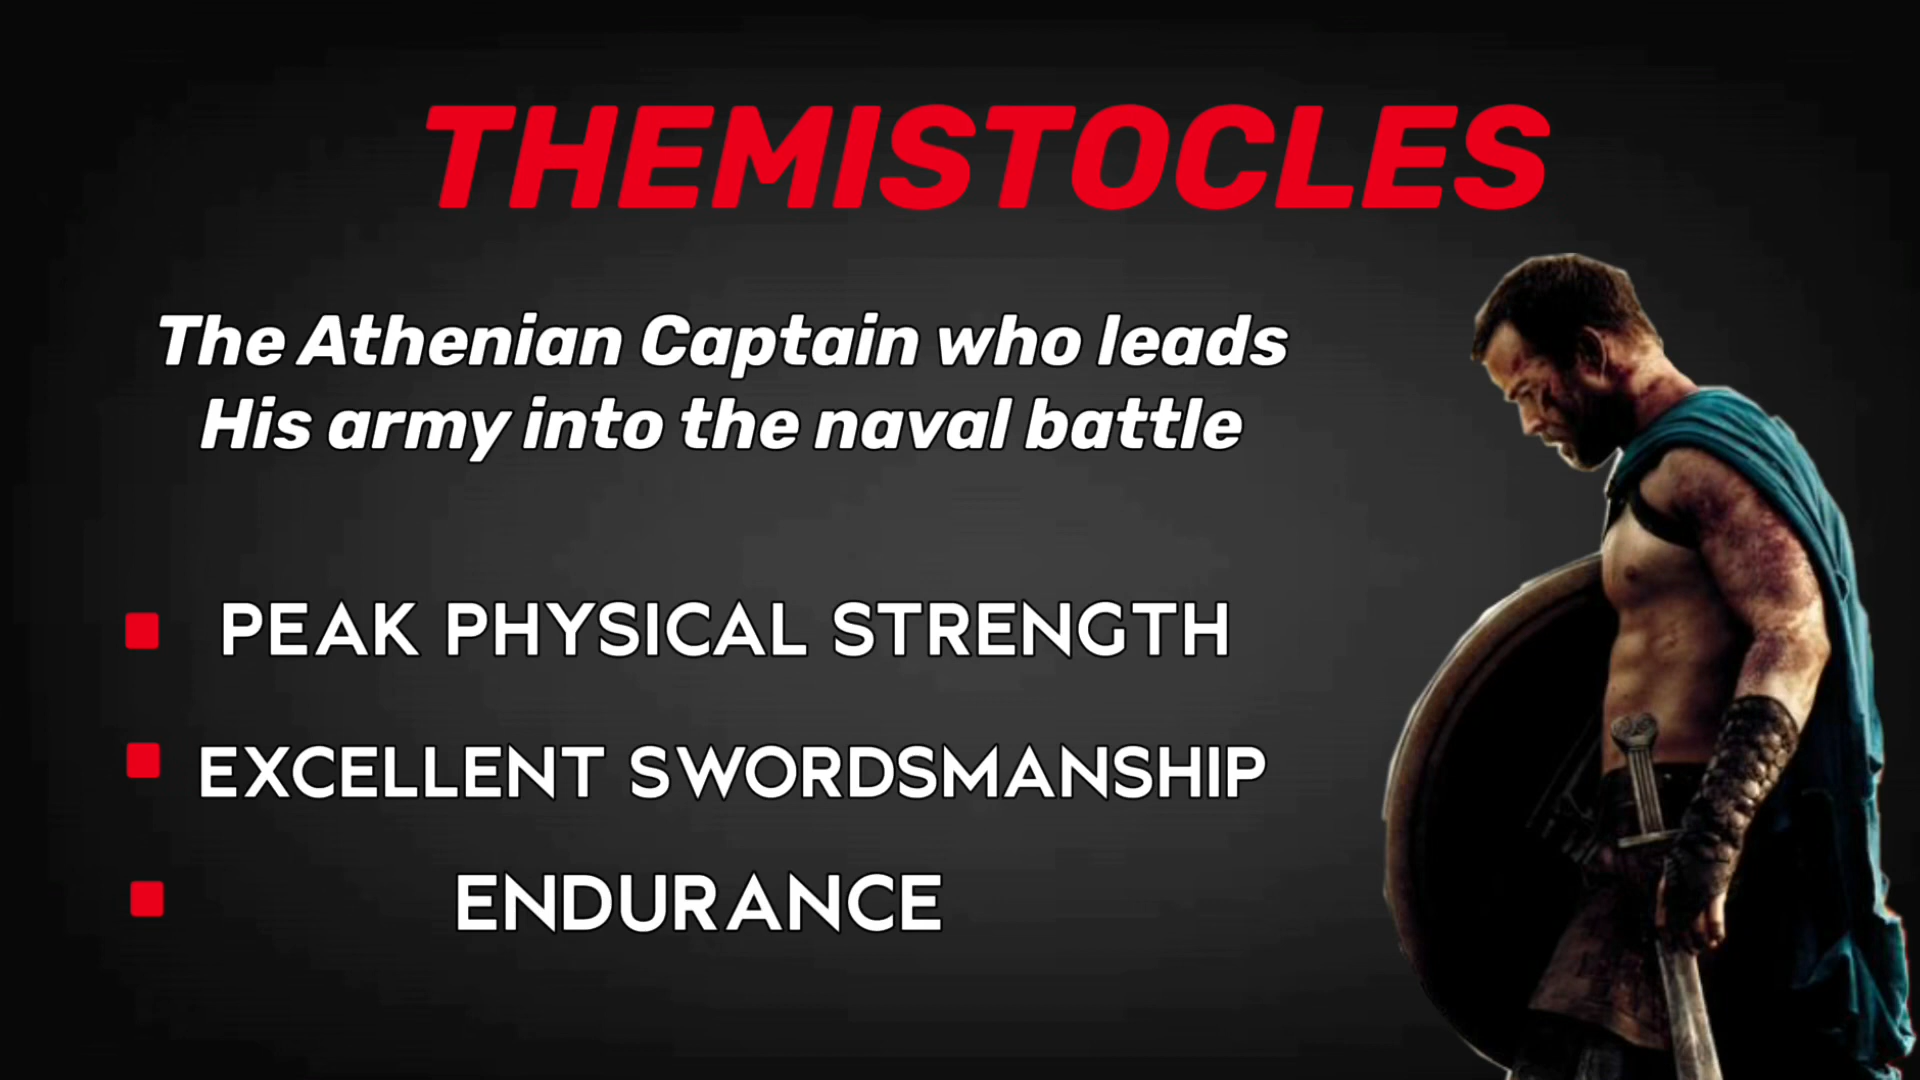 THEMISTOCLES
The Athenian Captain who leads
His army into the naval battle
PEAK PHYSICAL STRENGTH
EXCELLENT SWORDSMANSHIP
ENDURANCE